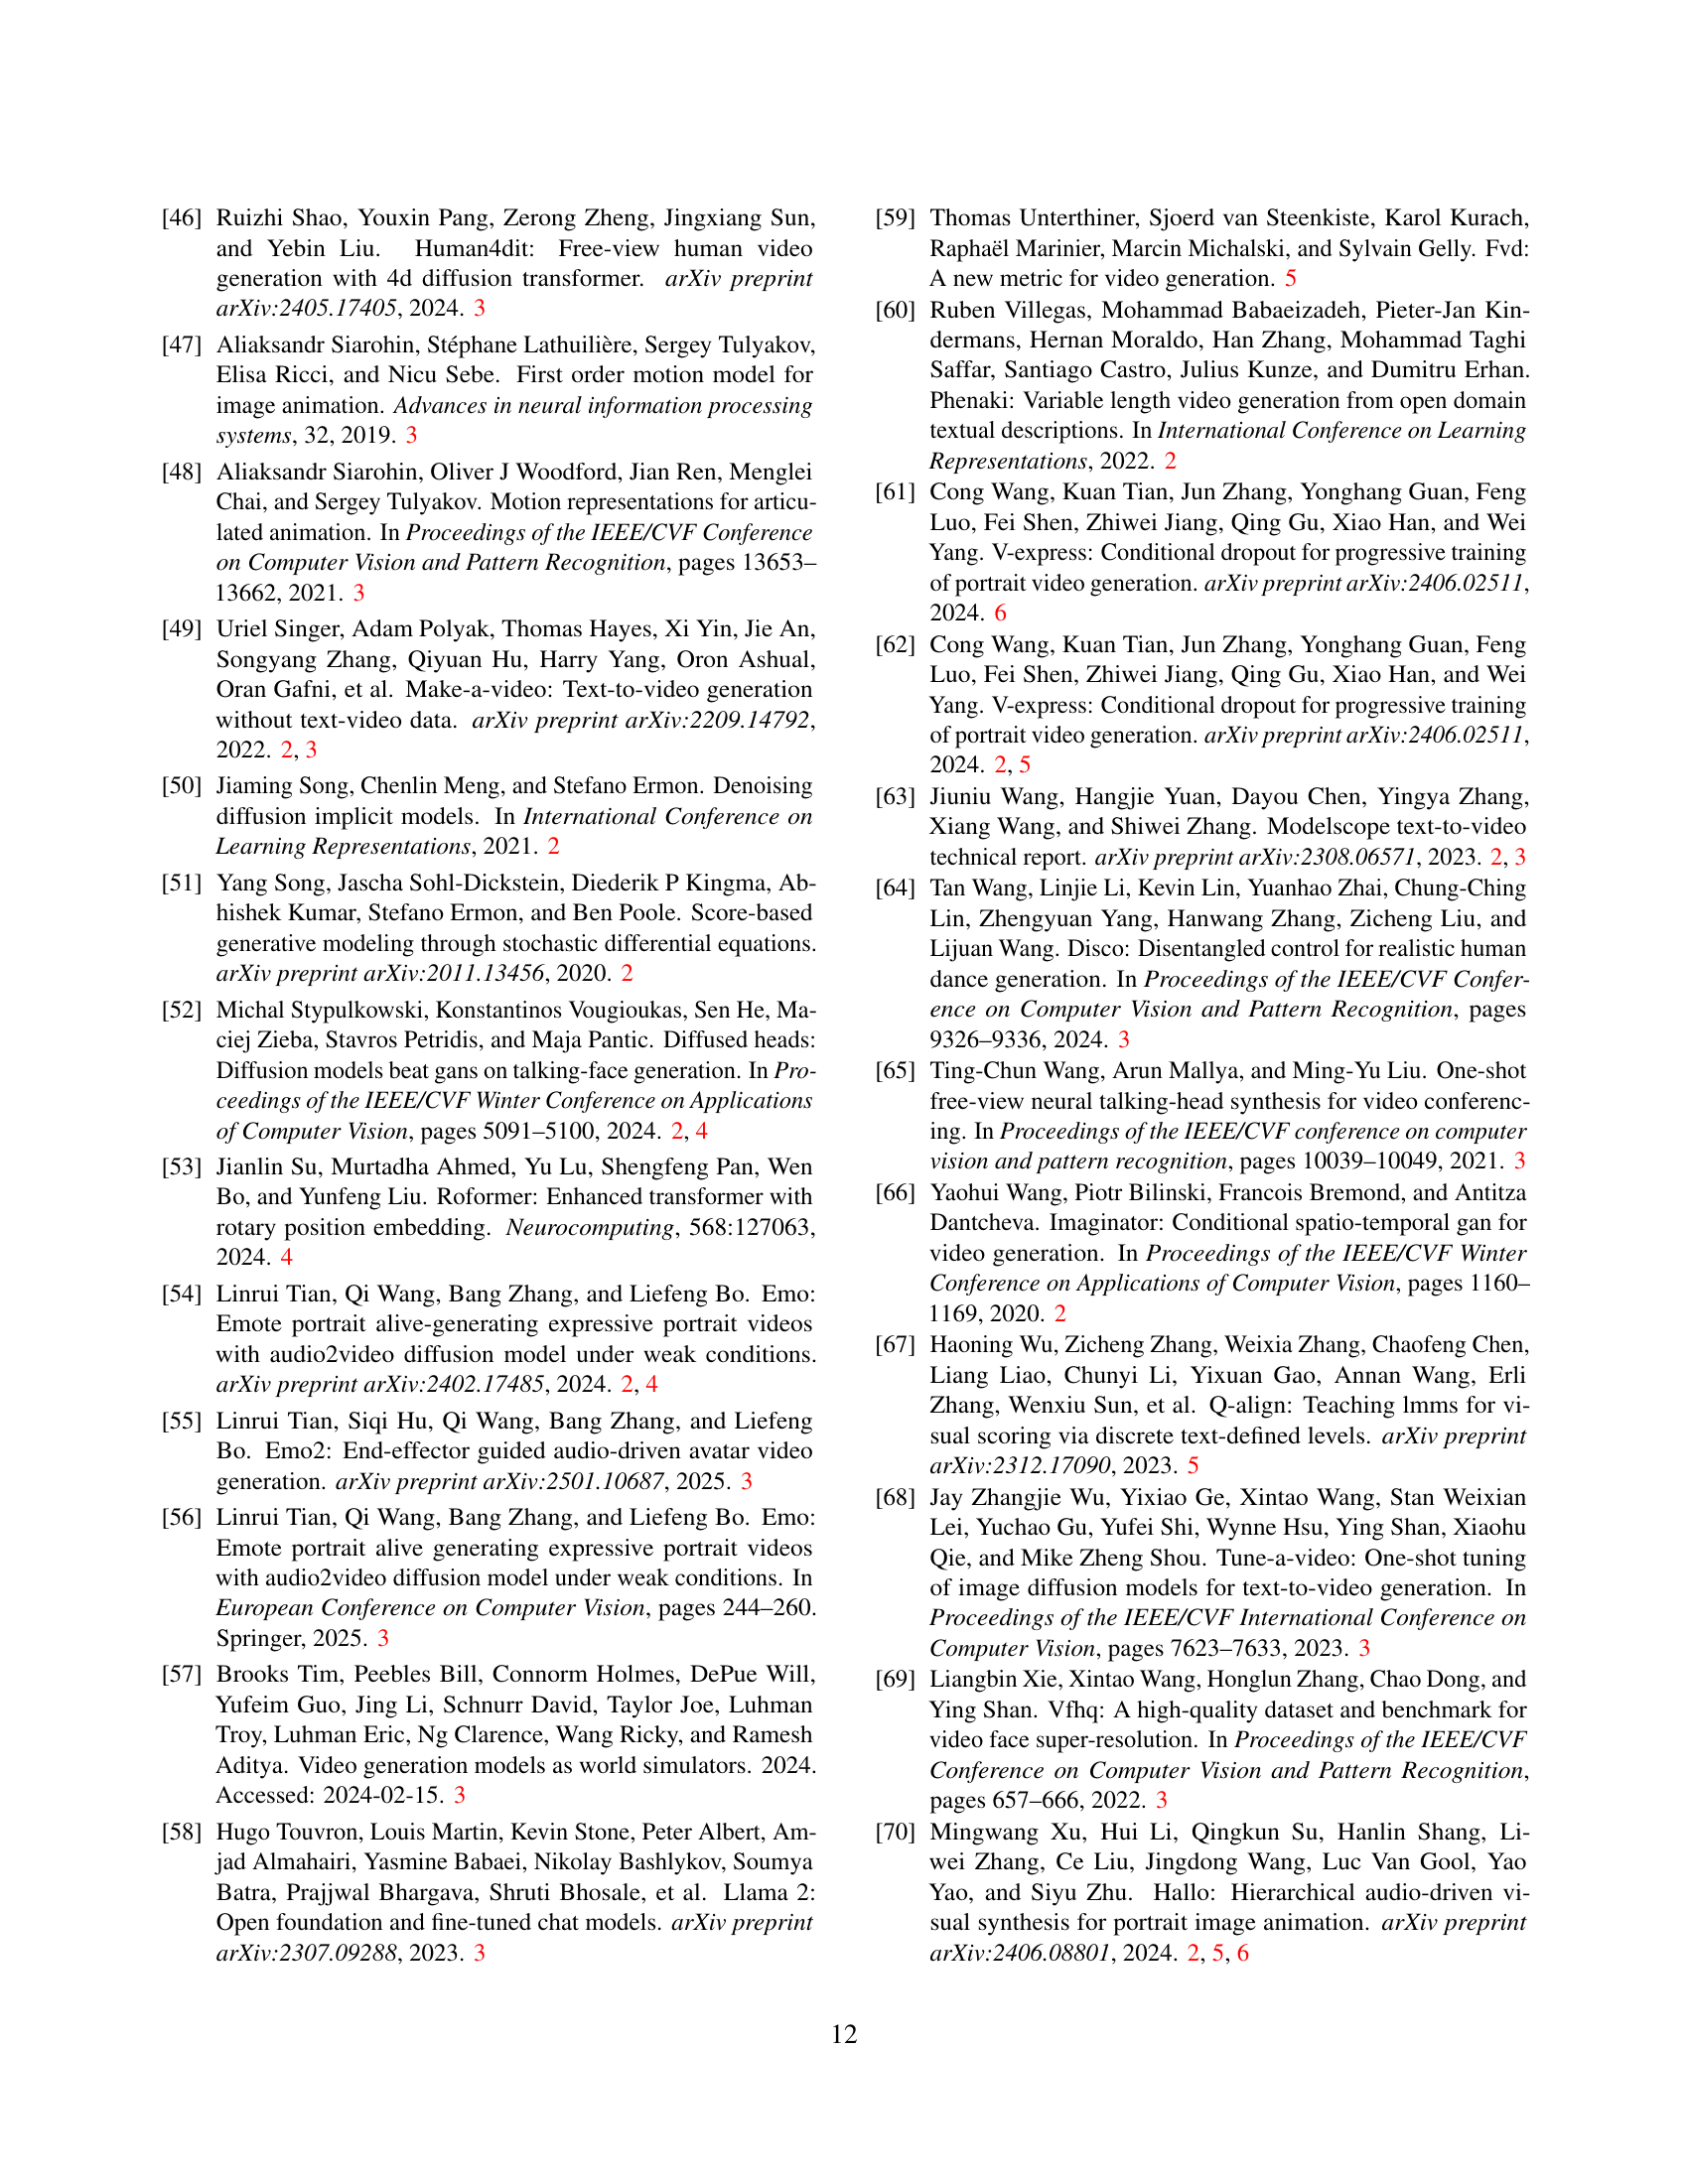 [46] Ruizhi Shao, Youxin Pang, Zerong Zheng, Jingxiang Sun,
and Yebin Liu. Human4dit: Free-view human video
generation with 4d diffusion transformer. arXiv preprint
arXiv:2405.17405, 2024. 3
[47] Aliaksandr Siarohin, Stéphane Lathuilière, Sergey Tulyakov,
Elisa Ricci, and Nicu Sebe. First order motion model for
image animation. Advances in neural information processing
systems, 32, 2019. 3
[48] Aliaksandr Siarohin, Oliver J Woodford, Jian Ren, Menglei
Chai, and Sergey Tulyakov. Motion representations for articu-
lated animation. In Proceedings of the IEEE/CVF Conference
on Computer Vision and Pattern Recognition, pages 13653–
13662, 2021. 3
[49] Uriel Singer, Adam Polyak, Thomas Hayes, Xi Yin, Jie An,
Songyang Zhang, Qiyuan Hu, Harry Yang, Oron Ashual,
Oran Gafni, et al. Make-a-video: Text-to-video generation
without text-video data. arXiv preprint arXiv:2209.14792,
2022. 2, 3
[50] Jiaming Song, Chenlin Meng, and Stefano Ermon. Denoising
diffusion implicit models. In International Conference on
Learning Representations, 2021. 2
[51] Yang Song, Jascha Sohl-Dickstein, Diederik P Kingma, Ab-
hishek Kumar, Stefano Ermon, and Ben Poole. Score-based
generative modeling through stochastic differential equations.
arXiv preprint arXiv:2011.13456, 2020. 2
[52] Michal Stypulkowski, Konstantinos Vougioukas, Sen He, Ma-
ciej Zieba, Stavros Petridis, and Maja Pantic. Diffused heads:
Diffusion models beat gans on talking-face generation. In Pro-
ceedings of the IEEE/CVF Winter Conference on Applications
of Computer Vision, pages 5091–5100, 2024. 2, 4
[53] Jianlin Su, Murtadha Ahmed, Yu Lu, Shengfeng Pan, Wen
Bo, and Yunfeng Liu. Roformer: Enhanced transformer with
rotary position embedding. Neurocomputing, 568:127063,
2024. 4
[54] Linrui Tian, Qi Wang, Bang Zhang, and Liefeng Bo. Emo:
Emote portrait alive-generating expressive portrait videos
with audio2video diffusion model under weak conditions.
arXiv preprint arXiv:2402.17485, 2024. 2, 4
[55] Linrui Tian, Siqi Hu, Qi Wang, Bang Zhang, and Liefeng
Bo. Emo2: End-effector guided audio-driven avatar video
generation. arXiv preprint arXiv:2501.10687, 2025. 3
[56] Linrui Tian, Qi Wang, Bang Zhang, and Liefeng Bo. Emo:
Emote portrait alive generating expressive portrait videos
with audio2video diffusion model under weak conditions. In
European Conference on Computer Vision, pages 244–260.
Springer, 2025. 3
[57] Brooks Tim, Peebles Bill, Connorm Holmes, DePue Will,
Yufeim Guo, Jing Li, Schnurr David, Taylor Joe, Luhman
Troy, Luhman Eric, Ng Clarence, Wang Ricky, and Ramesh
Aditya. Video generation models as world simulators. 2024.
Accessed: 2024-02-15. 3
[58] Hugo Touvron, Louis Martin, Kevin Stone, Peter Albert, Am-
jad Almahairi, Yasmine Babaei, Nikolay Bashlykov, Soumya
Batra, Prajjwal Bhargava, Shruti Bhosale, et al. Llama 2:
Open foundation and fine-tuned chat models. arXiv preprint
arXiv:2307.09288, 2023. 3
[59] Thomas Unterthiner, Sjoerd van Steenkiste, Karol Kurach,
Raphaël Marinier, Marcin Michalski, and Sylvain Gelly. Fvd:
A new metric for video generation. 5
[60] Ruben Villegas, Mohammad Babaeizadeh, Pieter-Jan Kin-
dermans, Hernan Moraldo, Han Zhang, Mohammad Taghi
Saffar, Santiago Castro, Julius Kunze, and Dumitru Erhan.
Phenaki: Variable length video generation from open domain
textual descriptions. In International Conference on Learning
Representations, 2022. 2
[61] Cong Wang, Kuan Tian, Jun Zhang, Yonghang Guan, Feng
Luo, Fei Shen, Zhiwei Jiang, Qing Gu, Xiao Han, and Wei
Yang. V-express: Conditional dropout for progressive training
of portrait video generation. arXiv preprint arXiv:2406.02511,
2024. 6
[62] Cong Wang, Kuan Tian, Jun Zhang, Yonghang Guan, Feng
Luo, Fei Shen, Zhiwei Jiang, Qing Gu, Xiao Han, and Wei
Yang. V-express: Conditional dropout for progressive training
of portrait video generation. arXiv preprint arXiv:2406.02511,
2024. 2, 5
[63] Jiuniu Wang, Hangjie Yuan, Dayou Chen, Yingya Zhang,
Xiang Wang, and Shiwei Zhang. Modelscope text-to-video
technical report. arXiv preprint arXiv:2308.06571, 2023. 2, 3
[64] Tan Wang, Linjie Li, Kevin Lin, Yuanhao Zhai, Chung-Ching
Lin, Zhengyuan Yang, Hanwang Zhang, Zicheng Liu, and
Lijuan Wang. Disco: Disentangled control for realistic human
dance generation. In Proceedings of the IEEE/CVF Confer-
ence on Computer Vision and Pattern Recognition, pages
9326–9336, 2024. 3
[65] Ting-Chun Wang, Arun Mallya, and Ming-Yu Liu. One-shot
free-view neural talking-head synthesis for video conferenc-
ing. In Proceedings of the IEEE/CVF conference on computer
vision and pattern recognition, pages 10039–10049, 2021. 3
[66] Yaohui Wang, Piotr Bilinski, Francois Bremond, and Antitza
Dantcheva. Imaginator: Conditional spatio-temporal gan for
video generation. In Proceedings of the IEEE/CVF Winter
Conference on Applications of Computer Vision, pages 1160–
1169, 2020. 2
[67] Haoning Wu, Zicheng Zhang, Weixia Zhang, Chaofeng Chen,
Liang Liao, Chunyi Li, Yixuan Gao, Annan Wang, Erli
Zhang, Wenxiu Sun, et al. Q-align: Teaching lmms for vi-
sual scoring via discrete text-defined levels. arXiv preprint
arXiv:2312.17090, 2023. 5
[68] Jay Zhangjie Wu, Yixiao Ge, Xintao Wang, Stan Weixian
Lei, Yuchao Gu, Yufei Shi, Wynne Hsu, Ying Shan, Xiaohu
Qie, and Mike Zheng Shou. Tune-a-video: One-shot tuning
of image diffusion models for text-to-video generation. In
Proceedings of the IEEE/CVF International Conference on
Computer Vision, pages 7623–7633, 2023. 3
[69] Liangbin Xie, Xintao Wang, Honglun Zhang, Chao Dong, and
Ying Shan. Vfhq: A high-quality dataset and benchmark for
video face super-resolution. In Proceedings of the IEEE/CVF
Conference on Computer Vision and Pattern Recognition,
pages 657–666, 2022. 3
[70] Mingwang Xu, Hui Li, Qingkun Su, Hanlin Shang, Li-
wei Zhang, Ce Liu, Jingdong Wang, Luc Van Gool, Yao
Yao, and Siyu Zhu. Hallo: Hierarchical audio-driven vi-
sual synthesis for portrait image animation. arXiv preprint
arXiv:2406.08801, 2024. 2, 5, 6
12